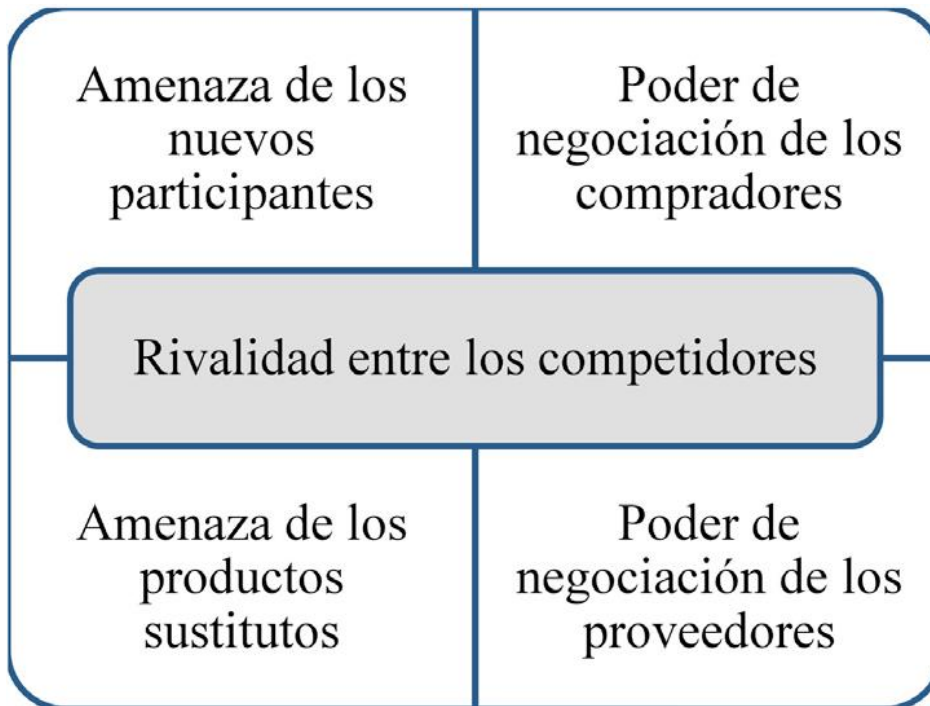 Amenaza de los
nuevos
participantes
Poder de
negociación de los
compradores
Rivalidad entre los competidores
Amenaza de los
productos
sustitutos
Poder de
negociación de los
proveedores